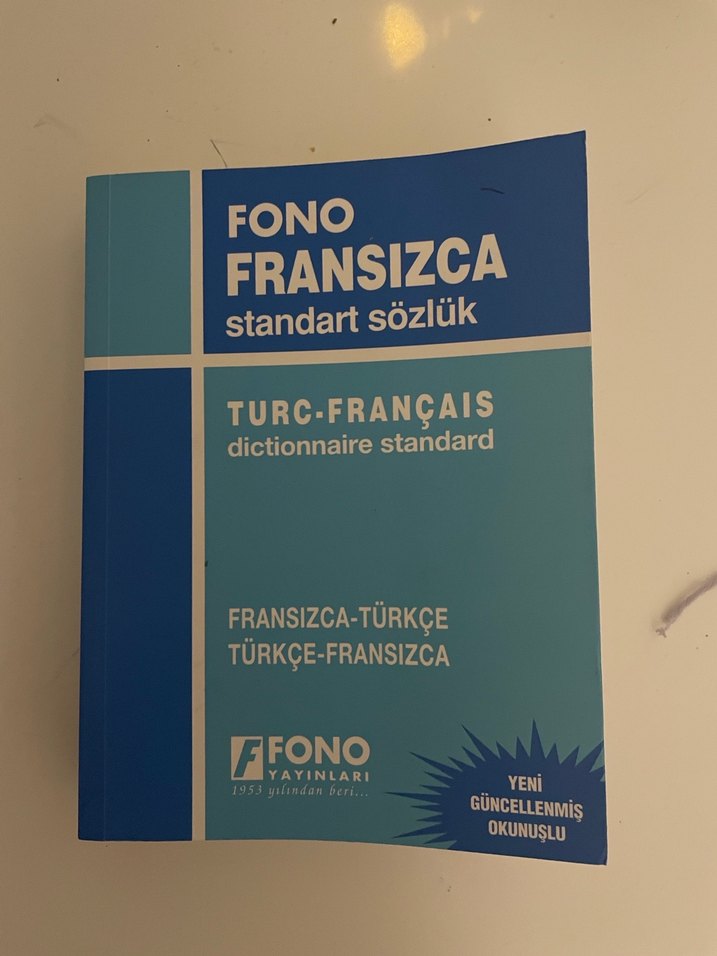 FONO
FRANSIZCA
standart sözlük
TURC-FRANÇAIS
dictionnaire standard
FRANSIZCA-TÜRKÇE
TÜRKÇE-FRANSIZCA
F FONO
YAYINLARI
1953 yılından beri...
YENİ
GÜNCELLENMİŞ
OKUNUŞLU